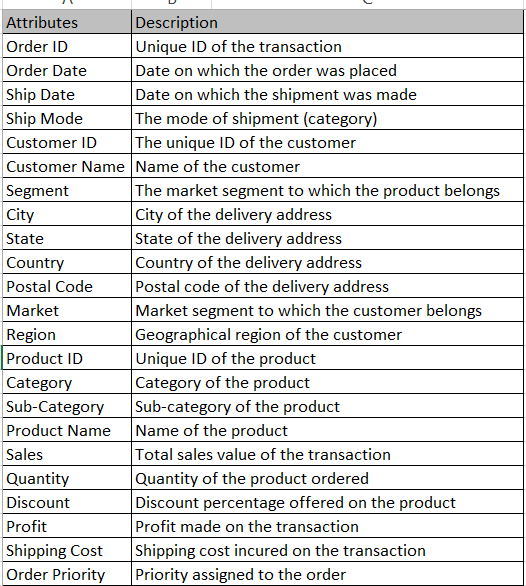 Attributes Description
Order ID Unique ID of the transaction
Order Date Date on which the order was placed
Ship Date Date on which the shipment was made
Ship Mode The mode of shipment (category)
Customer ID The unique ID of the customer
Customer Name Name of the customer
Segment The market segment to which the product belongs
City City of the delivery address
State State of the delivery address
Country Country of the delivery address
Postal Code Postal code of the delivery address
Market Market segment to which the customer belongs
Region Geographical region of the customer
Product ID Unique ID of the product
Category Category of the product
Sub-Category Sub-category of the product
Product Name Name of the product
Sales Total sales value of the transaction
Quantity Quantity of the product ordered
Discount Discount percentage offered on the product
Profit Profit made on the transaction
Shipping Cost Shipping cost incured on the transaction
Order Priority Priority assigned to the order